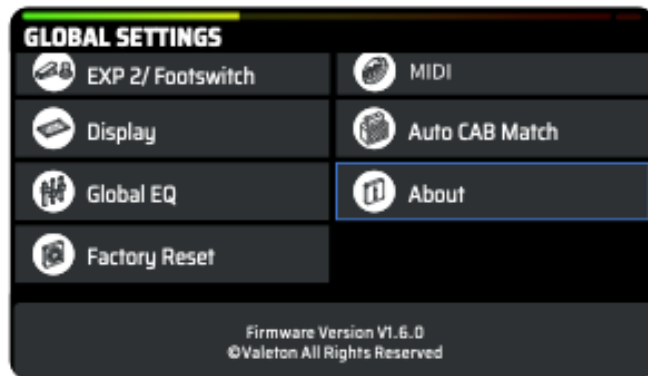 GLOBAL SETTINGS
EXP 2/ Footswitch
MIDI
Display
Auto CAB Match
Global EQ
About
Factory Reset
Firmware Version V1.6.0
©Valeton All Rights Reserved